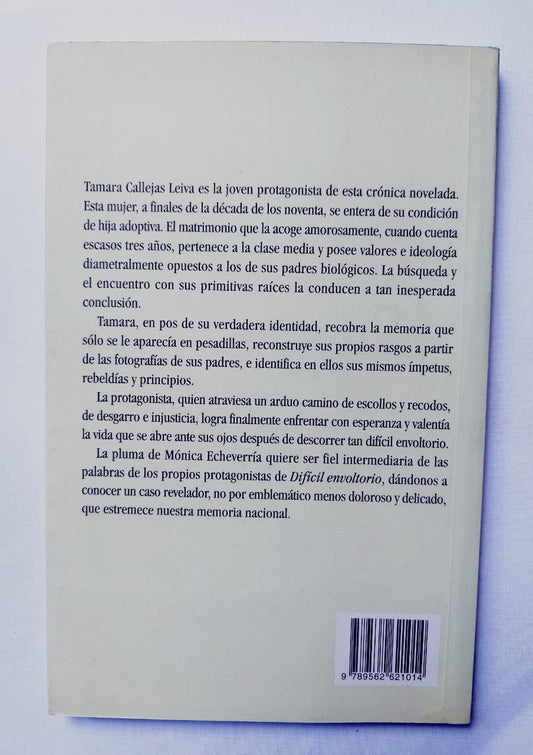 Tamara Callejas Leiva es la joven protagonista de esta crónica novelada.
Esta mujer, a finales de la década de los noventa, se entera de su condición
de hija adoptiva. El matrimonio que la acoge amorosamente, cuando cuenta
escasos tres años, pertenece a la clase media y posee valores e ideología
diametralmente opuestos a los de sus padres biológicos. La búsqueda y
el encuentro con sus primitivas raíces la conducen a tan inesperada
conclusión.
Tamara, en pos de su verdadera identidad, recobra la memoria que
sólo se le aparecía en pesadillas, reconstruye sus propios rasgos a partir
de las fotografías de sus padres, e identifica en ellos sus mismos ímpetus,
rebeldías y principios.
La protagonista, quien atraviesa un arduo camino de escollos y recodos,
de desgarro e injusticia, logra finalmente enfrentar con esperanza y valentía
la vida que se abre ante sus ojos después de descorrer tan difícil envoltorio.
La pluma de Mónica Echeverría quiere ser fiel intermediaria de las
palabras de los propios protagonistas de Difícil envoltorio, dándonos a
conocer un caso revelador, no por emblemático menos doloroso y delicado,
que estremece nuestra memoria nacional.
9 789562 621014